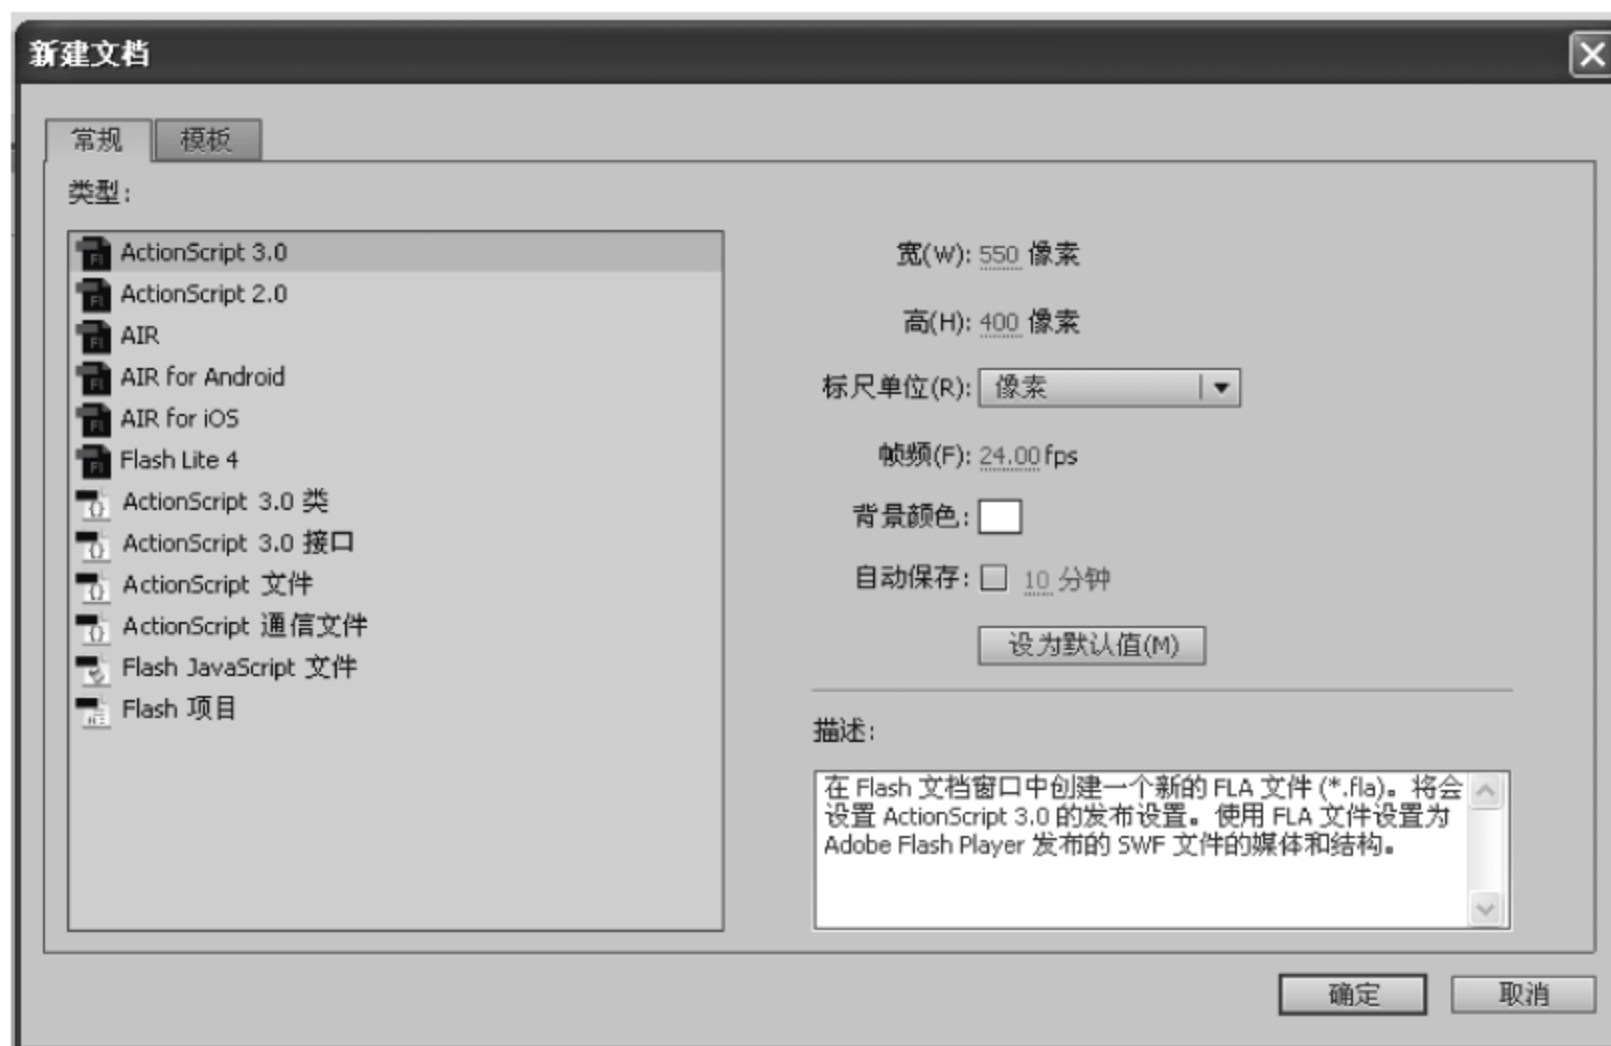 新建文档
常规
模板
类型:
ActionScript 3.0
ActionScript 2.0
AIR
AIR for Android
AIR for iOS
Flash Lite 4
ActionScript 3.0 类
ActionScript 3.0 接口
ActionScript 文件
ActionScript 通信文件
Flash JavaScript 文件
Flash 项目
宽(W): 550 像素
高(H): 400 像素
标尺单位(R): 像素
帧频(F): 24.00 fps
背景颜色:
自动保存: 10 分钟
设为默认值(M)
描述:
在 Flash 文档窗口中创建一个新的 FLA 文件 (*.fla)。将会
设置 ActionScript 3.0 的发布设置。使用 FLA 文件设置为
Adobe Flash Player 发布的 SWF 文件的媒体和结构。
确定
取消